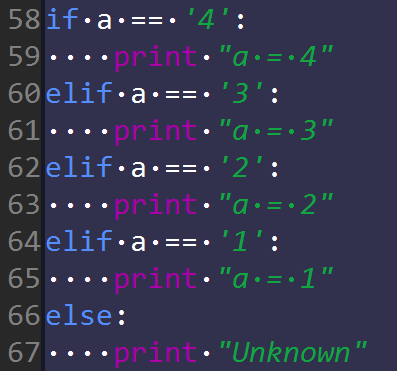 58 if·a·==·'4':
59 ····print·"a·=·4"
60 elif·a·==·'3':
61 ····print·"a·=·3"
62 elif·a·==·'2':
63 ····print·"a·=·2"
64 elif·a·==·'1':
65 ····print·"a·=·1"
66 else:
67 ····print·"Unknown"